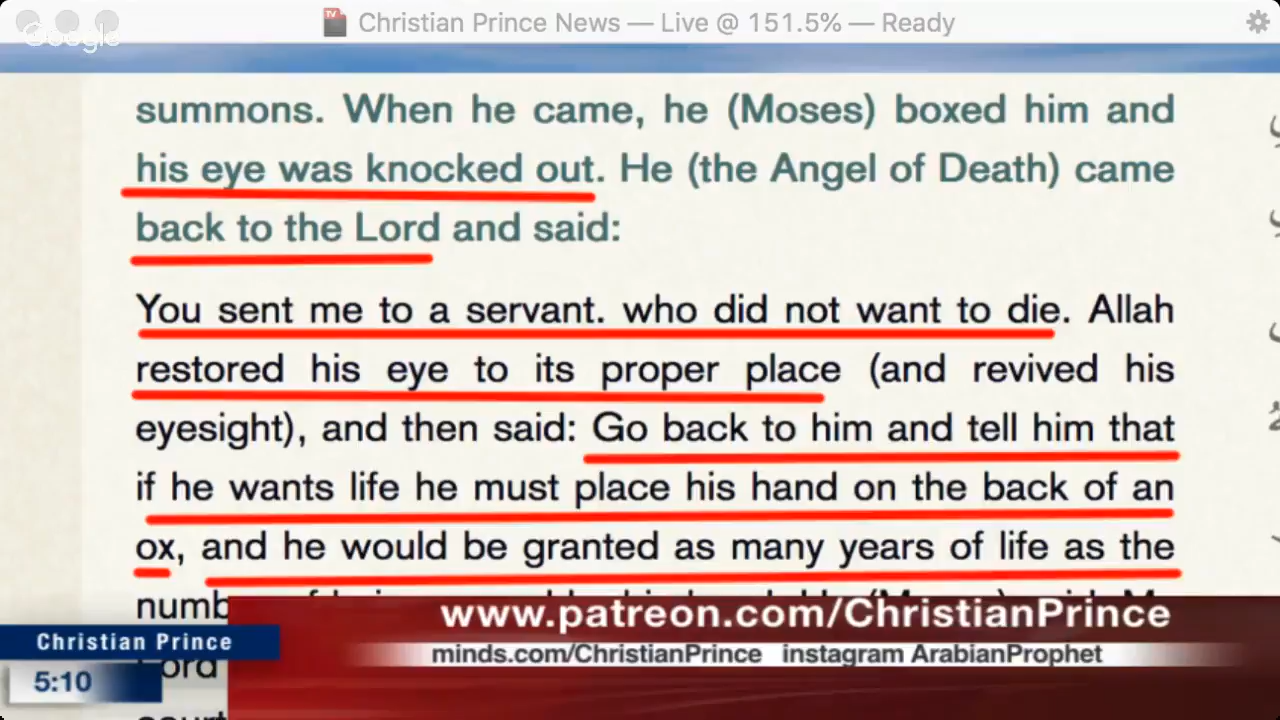 Christian Prince News — Live @ 151.5% — Ready
Google
summons. When he came, he (Moses) boxed him and
his eye was knocked out. He (the Angel of Death) came
back to the Lord and said:
You sent me to a servant. who did not want to die. Allah
restored his eye to its proper place (and revived his
eyesight), and then said: Go back to him and tell him that
if he wants life he must place his hand on the back of an
ox, and he would be granted as many years of life as the
www.patreon.com/ChristianPrince
Christian Prince
minds.com/ChristianPrince instagram ArabianProphet
5:10